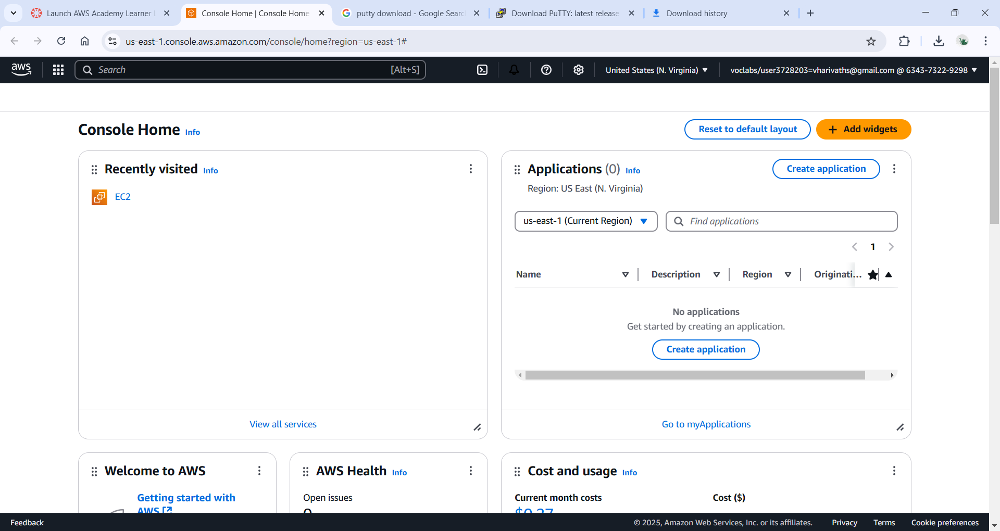 Launch AWS Academy Learner L
Console Home | Console Home
putty download - Google Searc
Download PuTTY: latest release
Download history
us-east-1.console.aws.amazon.com/console/home?region=us-east-1#
aws
Search
[Alt+S]
United States (N. Virginia)
voclabs/user3728203=vharivaths@gmail.com @ 6343-7322-9298
Console Home Info
Reset to default layout
+ Add widgets
Recently visited Info
EC2
View all services
Applications (0) Info
Create application
Region: US East (N. Virginia)
us-east-1 (Current Region)
Find applications
1
Name
Description
Region
Originati...
No applications
Get started by creating an application.
Create application
Go to myApplications
Welcome to AWS
Getting started with
AWS
AWS Health Info
Open issues
0
Cost and usage Info
Current month costs
$0.27
Cost ($)
Feedback
© 2025, Amazon Web Services, Inc. or its affiliates.
Privacy
Terms
Cookie preferences